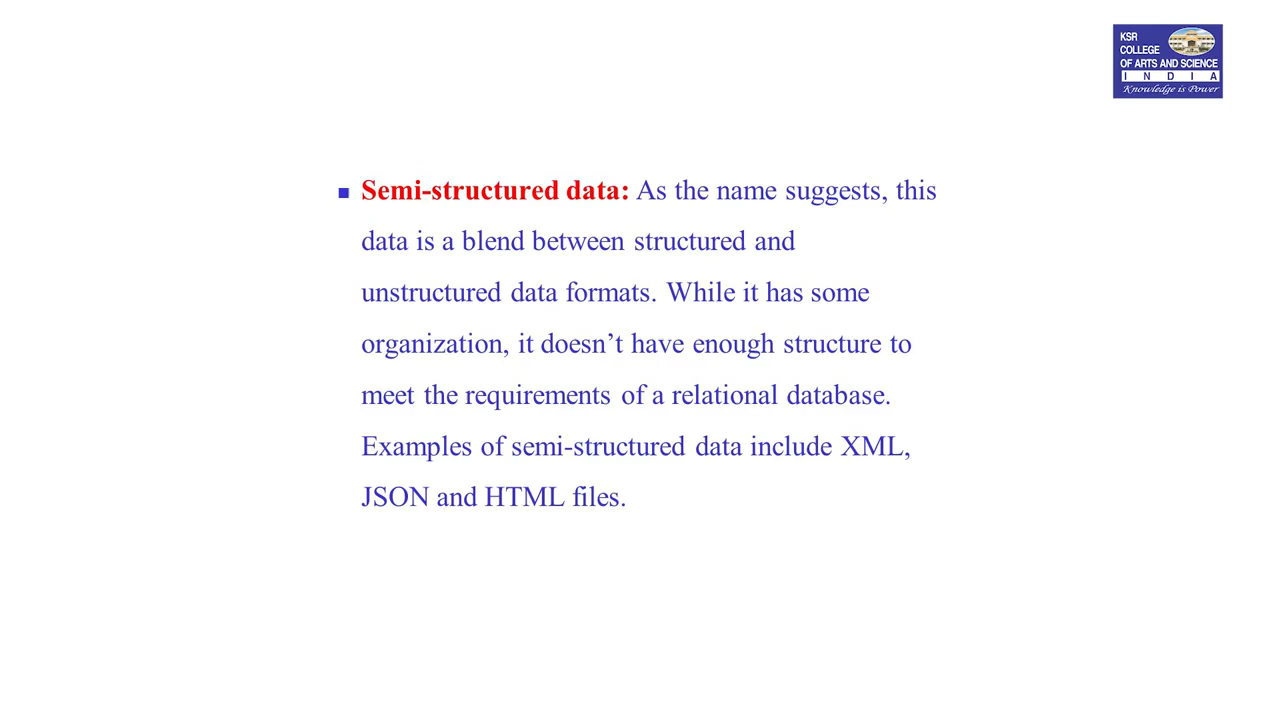 KSR
COLLEGE
OF ARTS AND SCIENCE
I N D I A
Knowledge is Power
Semi-structured data: As the name suggests, this
data is a blend between structured and
unstructured data formats. While it has some
organization, it doesn’t have enough structure to
meet the requirements of a relational database.
Examples of semi-structured data include XML,
JSON and HTML files.